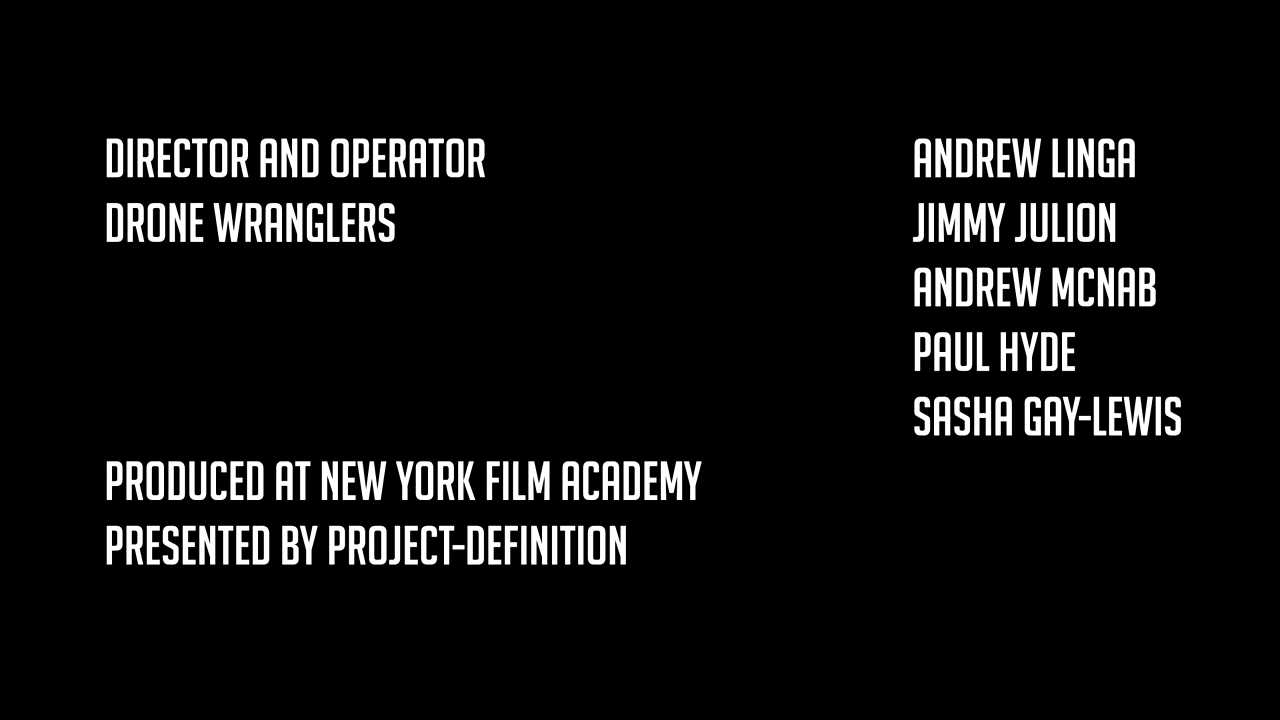 DIRECTOR AND OPERATOR ANDREW LINGA
DRONE WRANGLERS JIMMY JULION
ANDREW MCNAB
PAUL HYDE
SASHA GAY-LEWIS
PRODUCED AT NEW YORK FILM ACADEMY
PRESENTED BY PROJECT-DEFINITION